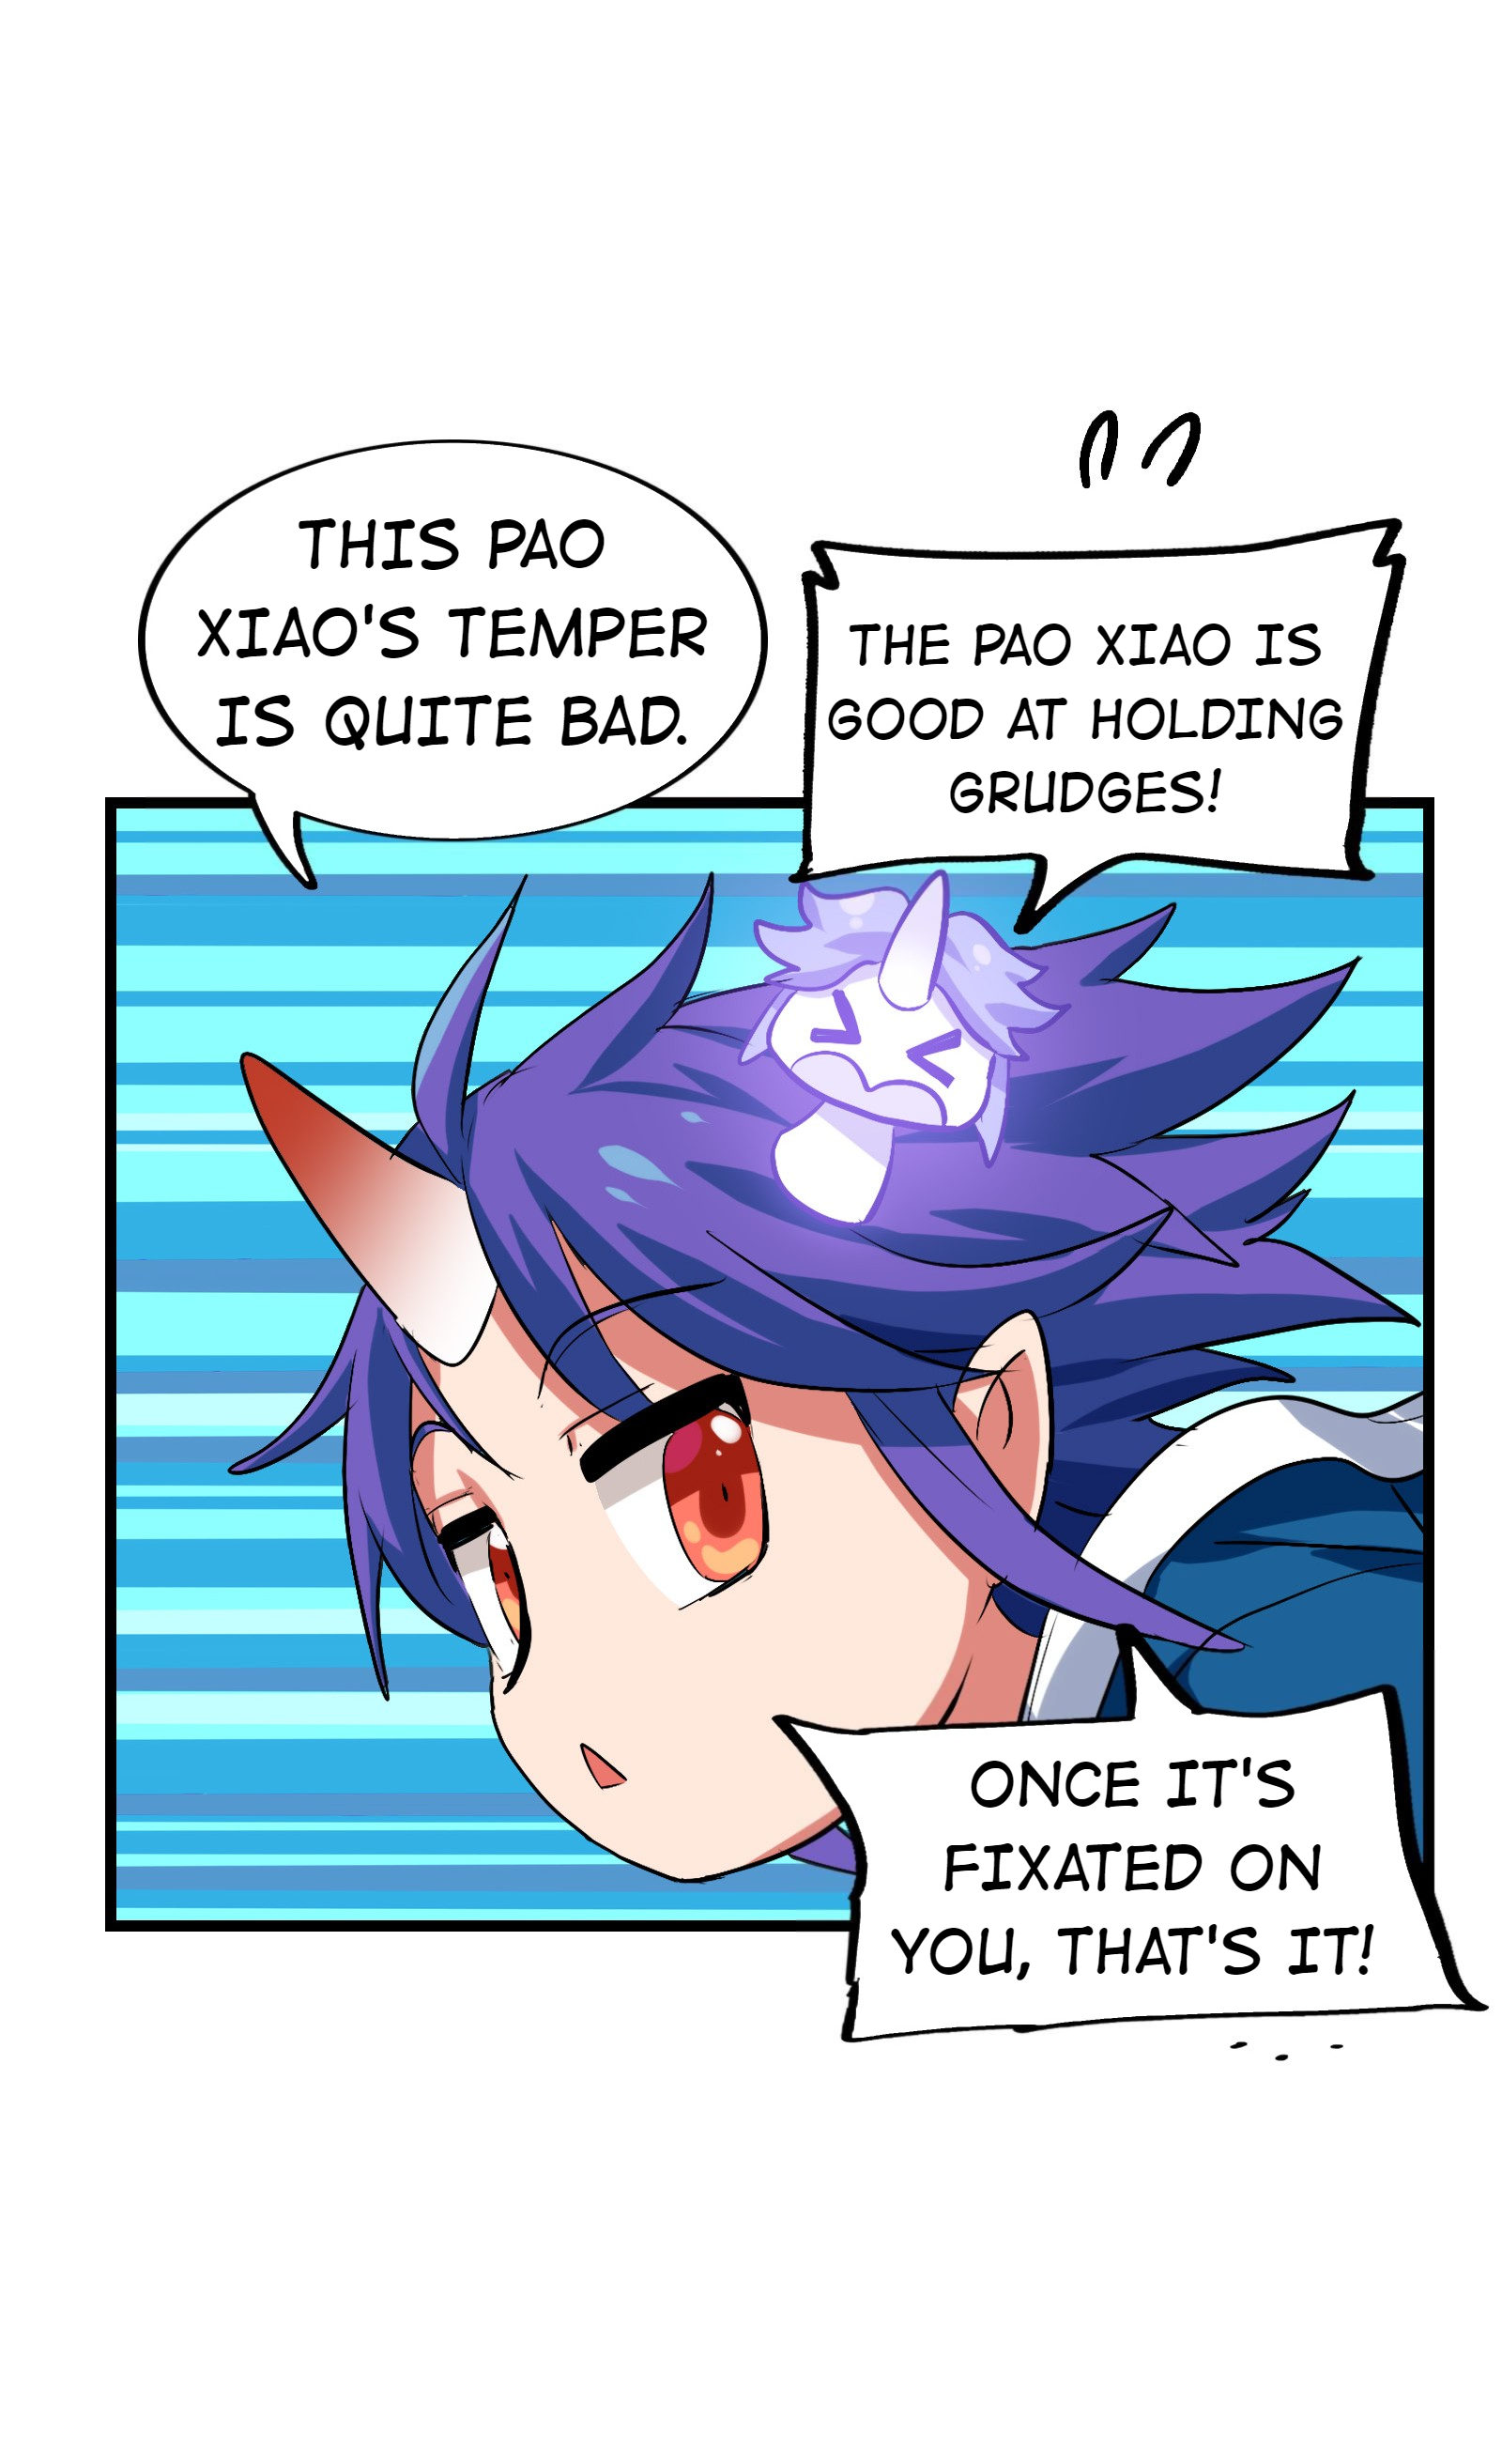 THIS PAO
XIAO'S TEMPER
IS QUITE BAD.
THE PAO XIAO IS
GOOD AT HOLDING
GRUDGES!
ONCE IT'S
FIXATED ON
YOU, THAT'S IT!